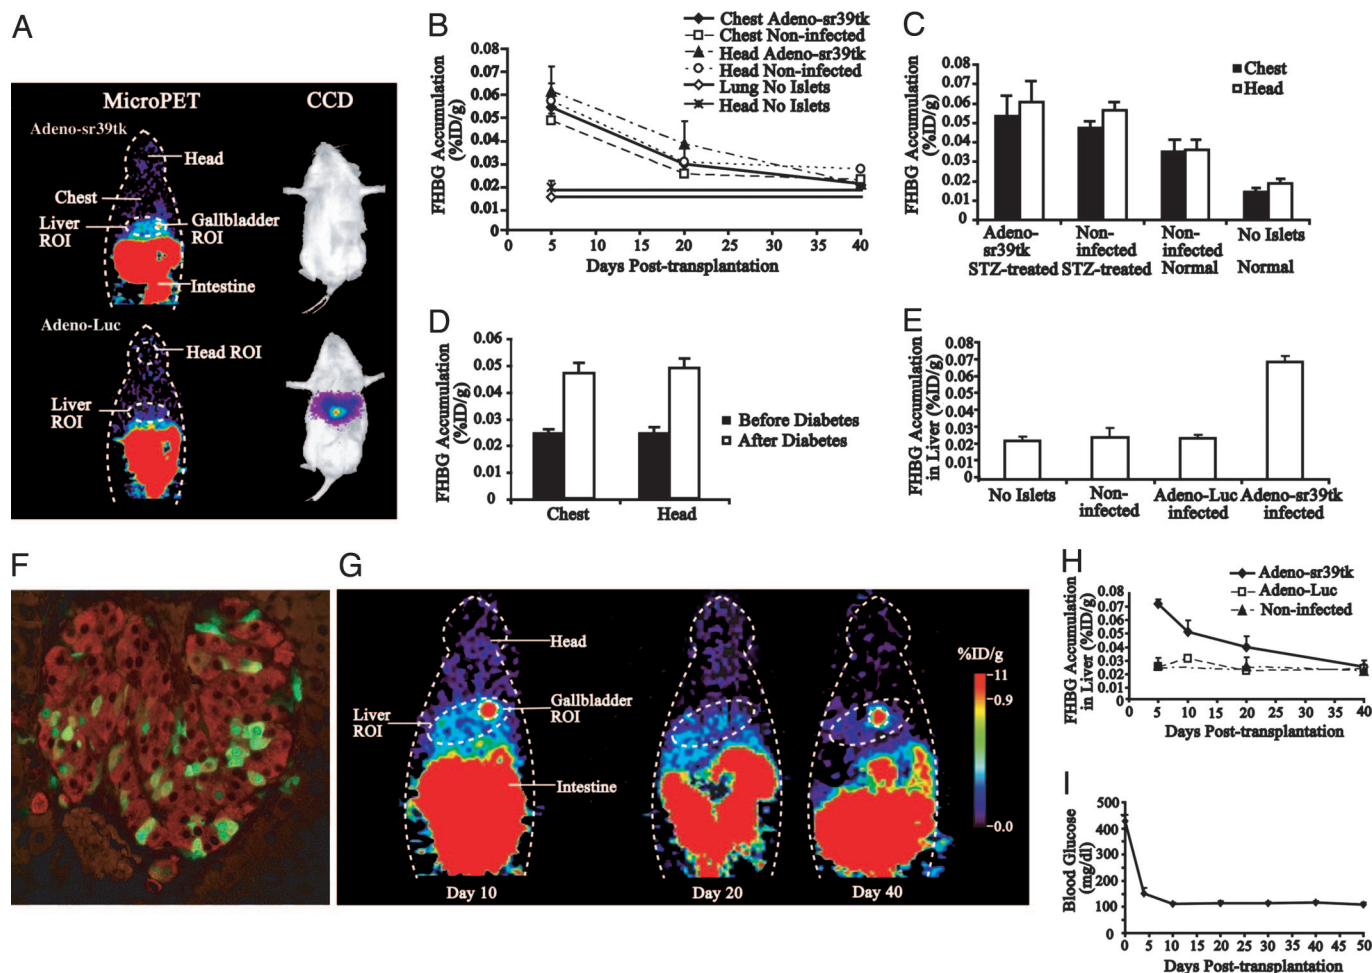 A
MicroPET
CCD
Adeno-sr39tk
Head
Chest
Liver
ROI
Gallbladder
ROI
Intestine
Adeno-Luc
Head ROI
Liver
ROI
B
Chest Adeno-sr39tk
Chest Non-infected
Head Adeno-sr39tk
Head Non-infected
Lung No Islets
Head No Islets
FHBG Accumulation
(%ID/g)
0.08
0.07
0.06
0.05
0.04
0.03
0.02
0.01
0 5 10 15 20 25 30 35 40
Days Post-transplantation
C
Chest
Head
FHBG Accumulation
(%ID/g)
0.08
0.07
0.06
0.05
0.04
0.03
0.02
0.01
0
Adeno-
sr39tk
STZ-treated
Non-
infected
STZ-treated
Non-
infected
Normal
No Islets
Normal
D
FHBG Accumulation
(%ID/g)
0.06
0.05
0.04
0.03
0.02
0.01
0
Before Diabetes
After Diabetes
Chest
Head
E
FHBG Accumulation
in Liver (%ID/g)
0.08
0.07
0.06
0.05
0.04
0.03
0.02
0.01
0
No Islets
Non-
infected
Adeno-Luc
infected
Adeno-sr39tk
infected
F
G
Head
Liver
ROI
Gallbladder
ROI
Intestine
%ID/g
11
0.9
0.0
Day 10
Day 20
Day 40
H
Adeno-sr39tk
Adeno-Luc
Non-infected
FHBG Accumulation
in Liver (%ID/g)
0.08
0.07
0.06
0.05
0.04
0.03
0.02
0.01
0 5 10 15 20 25 30 35 40
Days Post-transplantation
I
Blood Glucose
(mg/dl)
500
400
300
200
100
0
0 5 10 15 20 25 30 35 40 45 50
Days Post-transplantation